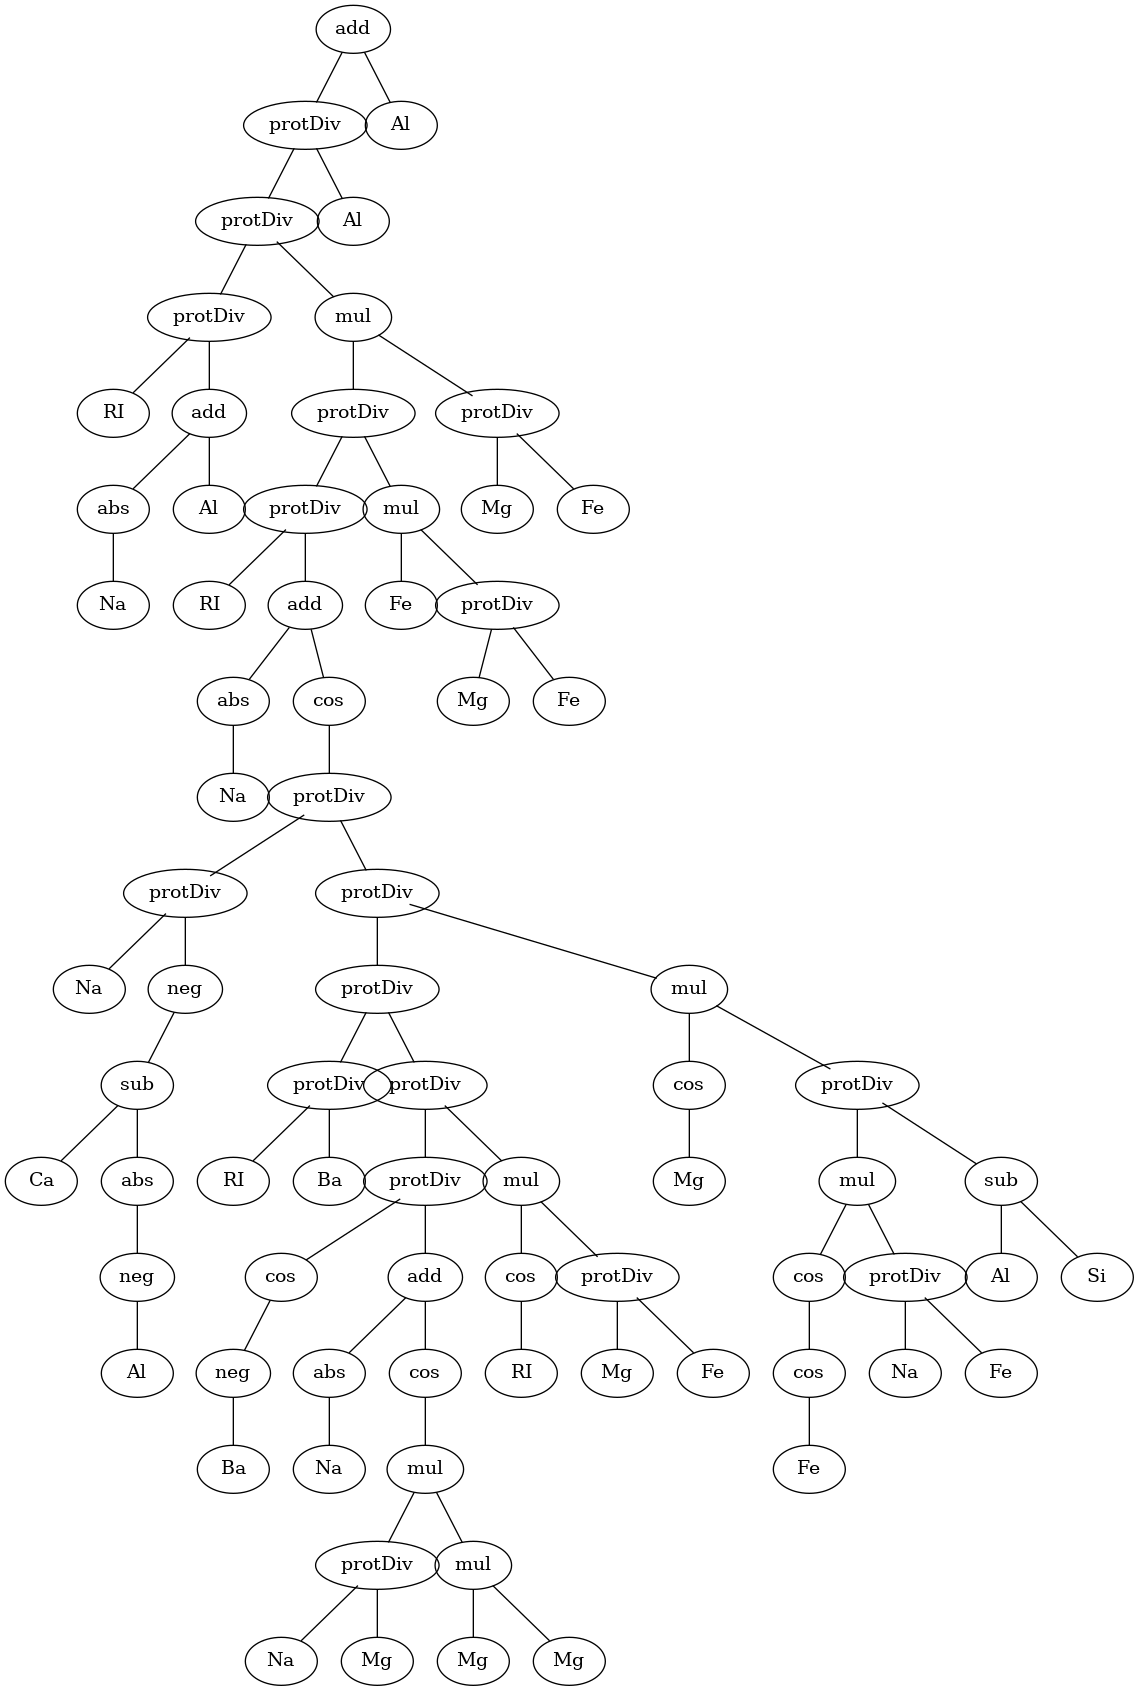 add
protDiv Al
protDiv Al
protDiv mul
RI add protDiv protDiv
abs Al protDiv mul Mg Fe
Na RI add Fe protDiv
abs cos Mg Fe
Na protDiv
protDiv protDiv
Na neg protDiv mul
sub protDiv protDiv cos protDiv
Ca abs RI Ba protDiv mul Mg mul sub
neg cos add cos protDiv cos protDiv Al Si
Al neg abs cos RI Mg Fe cos Na Fe
Ba Na mul Fe
protDiv mul
Na Mg Mg Mg